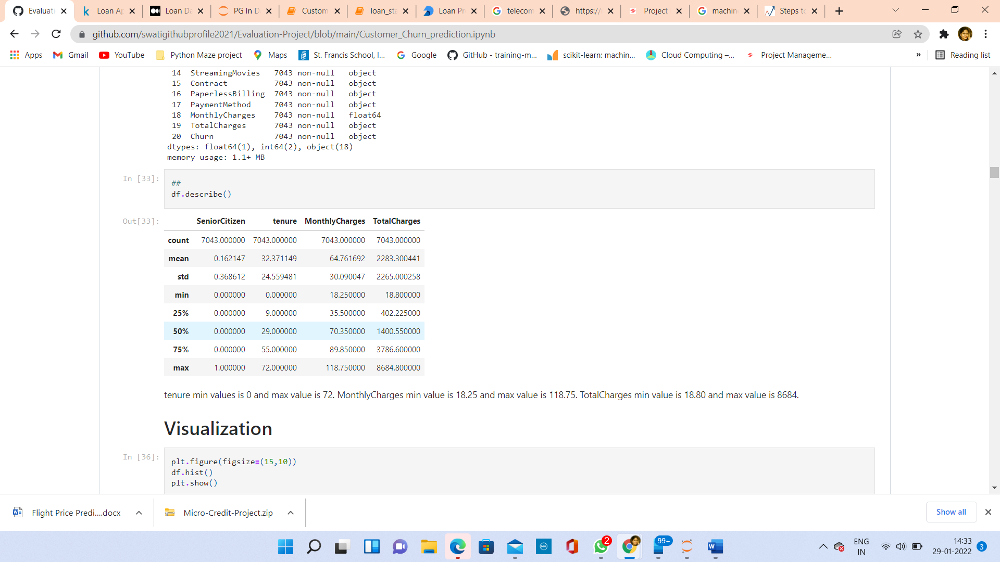 Evaluati
Loan Ap
Loan Da
PG In D
Custom
loan_sta
Loan Pr
telecom
https://
Project
machin
Steps to
github.com/swatigithubprofile2021/Evaluation-Project/blob/main/Customer_Churn_prediction.ipynb
Apps
Gmail
YouTube
Python Maze project
Maps
St. Francis School, I...
Google
GitHub - training-m...
scikit-learn: machin...
Cloud Computing –...
Project Manageme...
»
Reading list
14 StreamingMovies 7043 non-null object
15 Contract 7043 non-null object
16 PaperlessBilling 7043 non-null object
17 PaymentMethod 7043 non-null object
18 MonthlyCharges 7043 non-null float64
19 TotalCharges 7043 non-null object
20 Churn 7043 non-null object
dtypes: float64(1), int64(2), object(18)
memory usage: 1.1+ MB
In [33]:
##
df.describe()
Out[33]:
SeniorCitizen tenure MonthlyCharges TotalCharges
count 7043.000000 7043.000000 7043.000000 7043.000000
mean 0.162147 32.371149 64.761692 2283.300441
std 0.368612 24.559481 30.090047 2265.000258
min 0.000000 0.000000 18.250000 18.800000
25% 0.000000 9.000000 35.500000 402.225000
50% 0.000000 29.000000 70.350000 1400.550000
75% 0.000000 55.000000 89.850000 3786.600000
max 1.000000 72.000000 118.750000 8684.800000
tenure min values is 0 and max value is 72. MonthlyCharges min value is 18.25 and max value is 118.75. TotalCharges min value is 18.80 and max value is 8684.
Visualization
In [36]:
plt.figure(figsize=(15,10))
df.hist()
plt.show()
Flight Price Predi....docx
Micro-Credit-Project.zip
Show all
2
99+
ENG
IN
14:33
29-01-2022
3